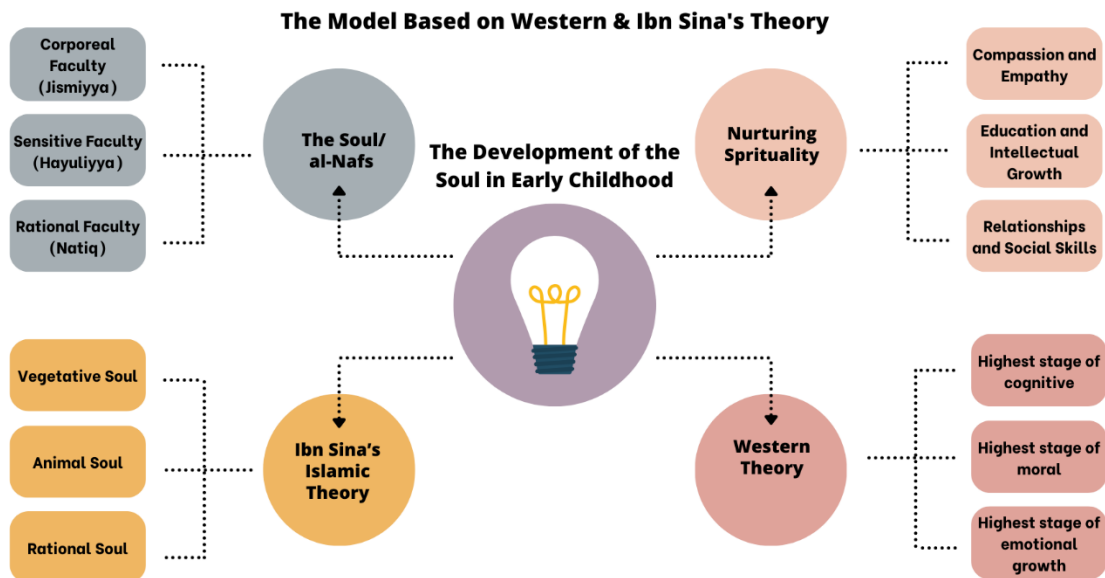 The Model Based on Western & Ibn Sina's Theory
Corporeal
Faculty
(Jismiyya)
Sensitive Faculty
(Hayuliyya)
Rational Faculty
(Natiq)
The Soul/
al-Nafs
The Development of the
Soul in Early Childhood
Nurturing
Sprituality
Compassion and
Empathy
Education and
Intellectual
Growth
Relationships
and Social Skills
Vegetative Soul
Animal Soul
Rational Soul
Ibn Sina’s
Islamic
Theory
Western
Theory
Highest stage of
cognitive
Highest stage of
moral
Highest stage of
emotional
growth